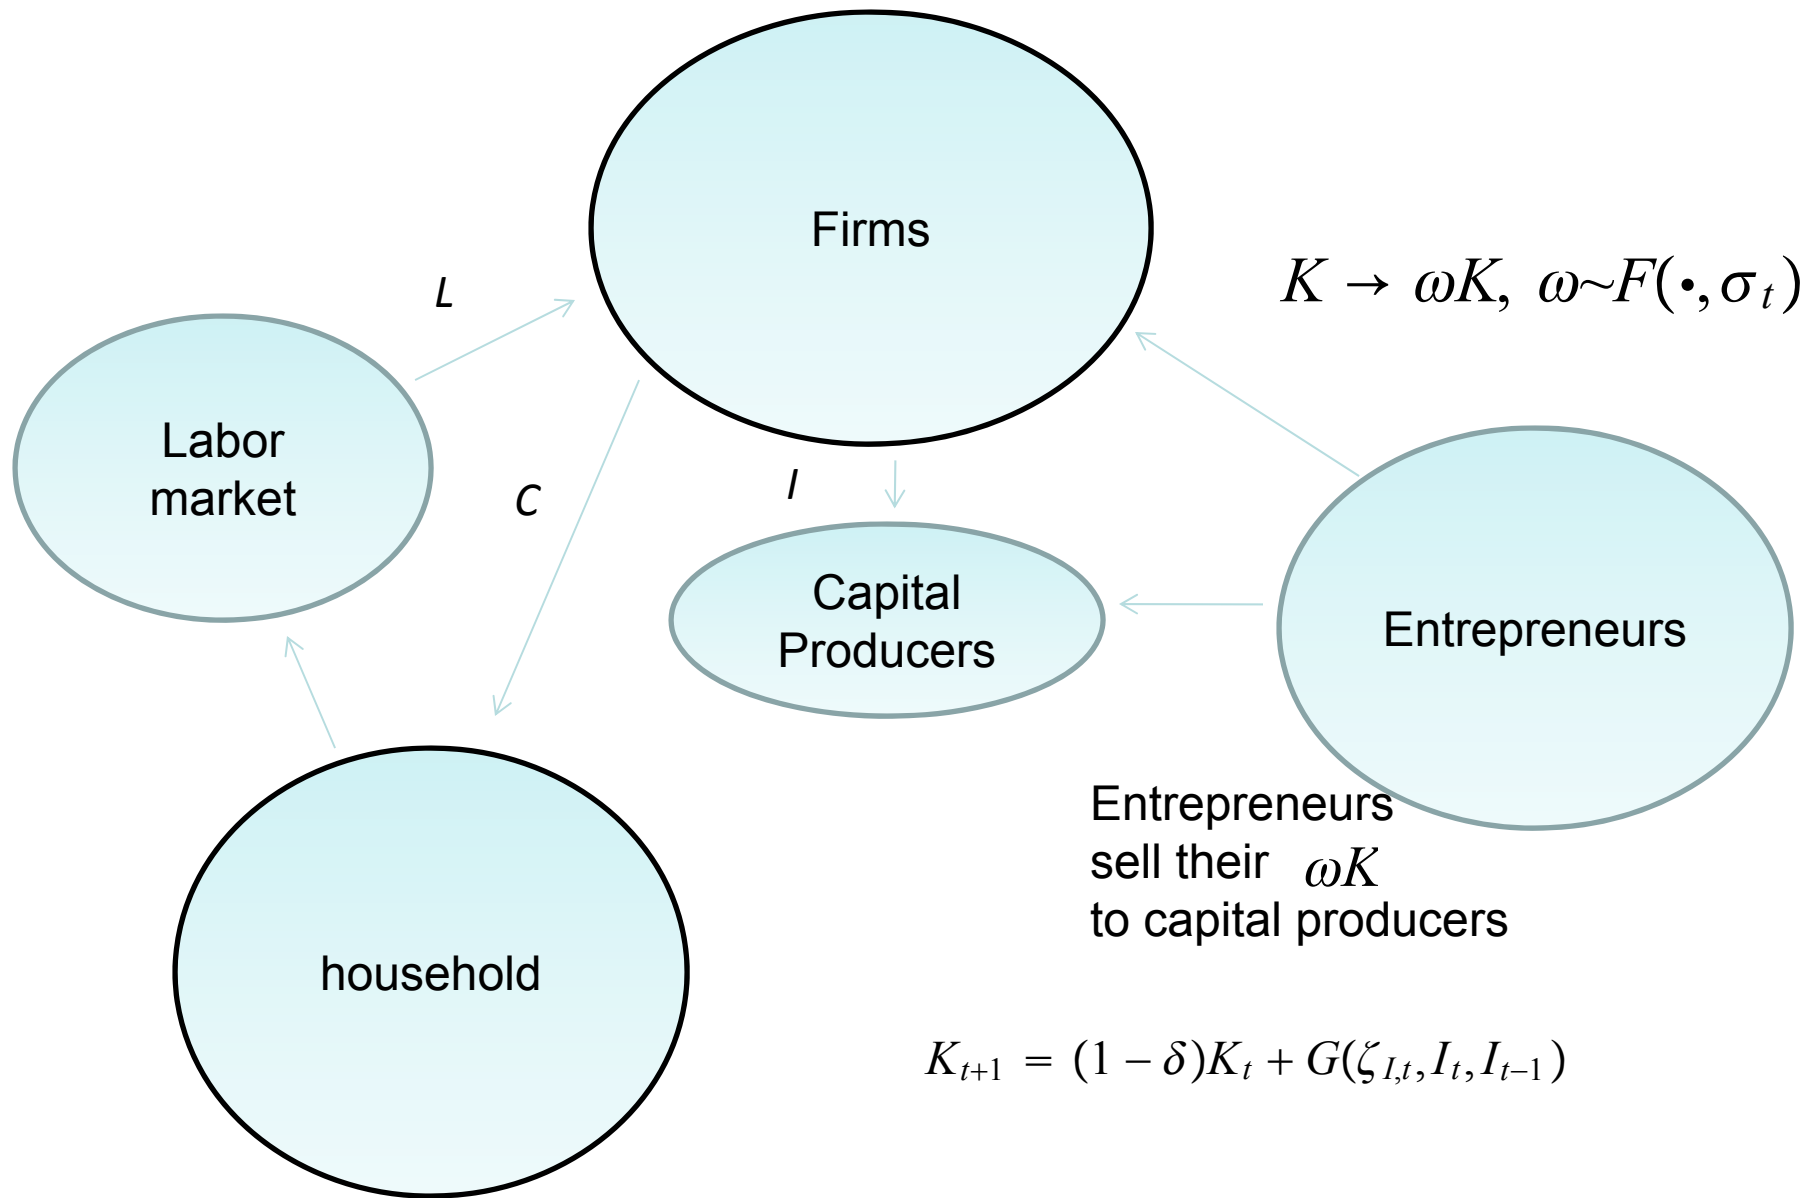 Firms
K → ωK, ω~F(•,σ_t)
L
Labor
market
C
I
Capital
Producers
Entrepreneurs
Entrepreneurs
sell their ωK
to capital producers
household
K_{t+1} = (1 − δ)K_t + G(ζ_{I,t}, I_t, I_{t−1})